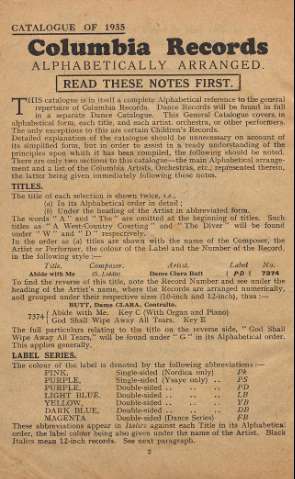 CATALOGUE OF 1935
Columbia Records
ALPHABETICALLY ARRANGED.
READ THESE NOTES FIRST.
THIS catalogue is in itself a complete Alphabetical reference to the general
repertoire of Columbia Records. Dance Records will be found in full
in a separate Dance Catalogue. This General Catalogue covers in
alphabetical form, each title, and each artist, orchestra, or other performers.
The only exceptions to this are certain Children's Records.
Detailed explanation of the catalogue should be unnecessary on account of
its simplified form, but in order to assist in a ready understanding of the
principles upon which it has been compiled, the following should be noted.
There are only two sections to this catalogue—the main Alphabetical arrange-
ment and a list of the Columbia Artists, Orchestras, etc., represented therein,
the latter being given immediately following these notes.
TITLES.
The title of each selection is shown twice, i.e.,
(a) In its Alphabetical order in detail;
(b) Under the heading of the Artist in abbreviated form.
The words "A" and "The" are omitted at the beginning of titles. Such
titles as "A West-Country Courting" and "The Diver" will be found
under "W" and "D" respectively.
In the order as (a) titles are shown with the name of the Composer, the
Artist or Performer, the colour of the Label and the Number of the Record,
in the following style :—
Title. Composer. Artist. Label No.
Abide with Me .. Dame Clara Butt ( PB ) 7374
To find the reverse of this title, note the Record Number and see under the
heading of the Artist's name, where the Records are arranged numerically,
and grouped under their respective sizes (10-inch and 12-inch), thus :—
BUTT, Dame CLARA, Contralto.
7374 { Abide with Me. Key C (With Organ and Piano)
God Shall Wipe Away All Tears. Key E
The full particulars relating to the title on the reverse side, "God Shall
Wipe Away All Tears," will be found under "G" in its Alphabetical order.
This applies generally.
LABEL SERIES.
The colour of the label is denoted by the following abbreviations :—
PINK, Single-sided (Nordica only) Pk
PURPLE, Single-sided (Ysaye only) .. PS
PURPLE, Double-sided .. .. .. PD
LIGHT BLUE, Double-sided .. .. .. LB
YELLOW, Double-sided .. .. .. YB
DARK BLUE, Double-sided .. .. .. DB
MAGENTA Double-sided (Dance Series) FB
These abbreviations appear in Italics against each Title in its Alphabetical
order, the label colour being also given under the name of the Artist. Black
Italics mean 12-inch records. See next paragraph.